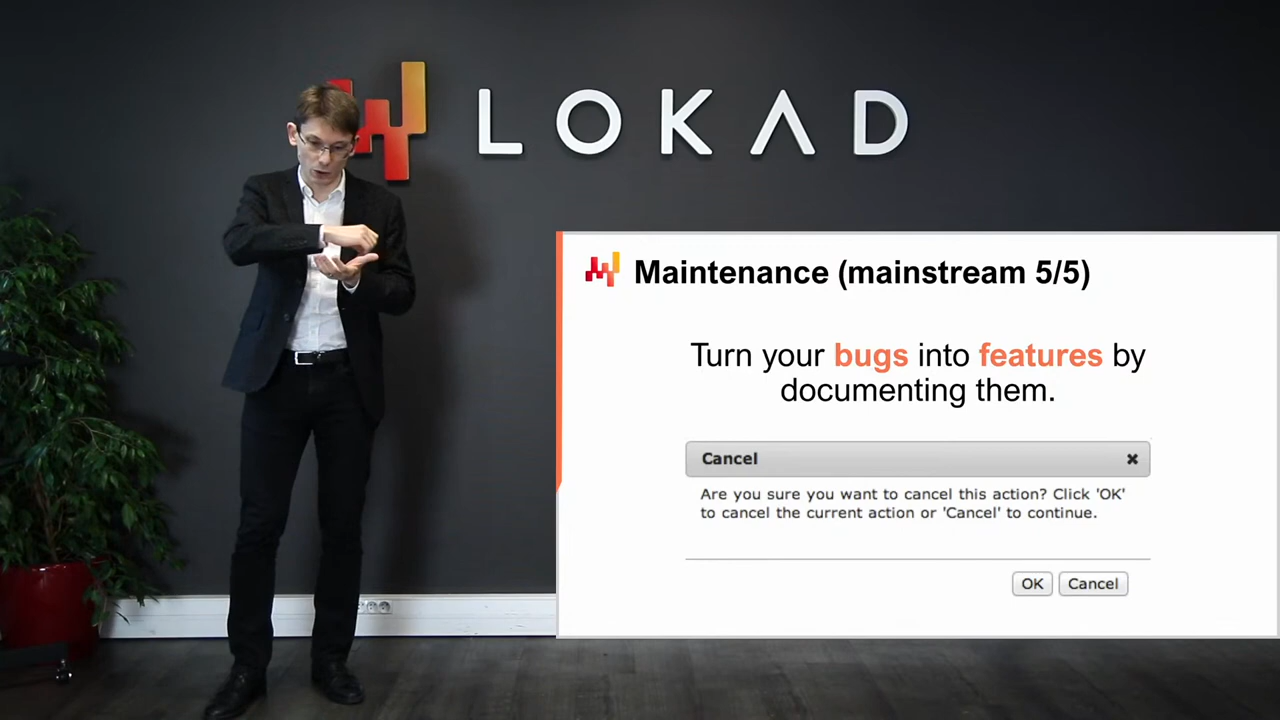 LOKAD
Maintenance (mainstream 5/5)
Turn your bugs into features by
documenting them.
Cancel
Are you sure you want to cancel this action? Click 'OK'
to cancel the current action or 'Cancel' to continue.
OK
Cancel